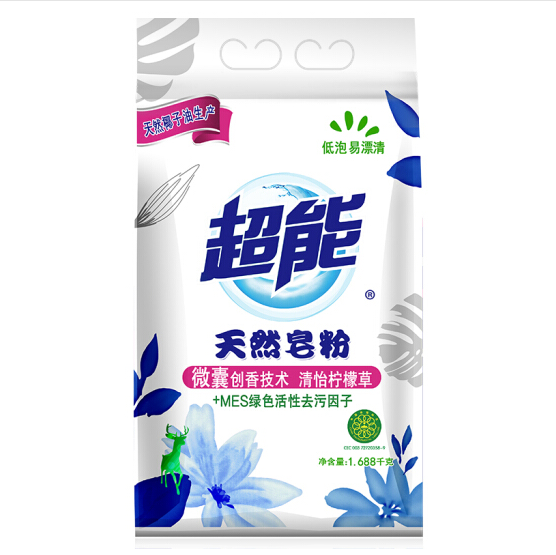 天然椰子油生产
低泡易漂清
超能
®
天然皂粉
微囊创香技术 清怡柠檬草
+MES绿色活性去污因子
净含量:1.688千克